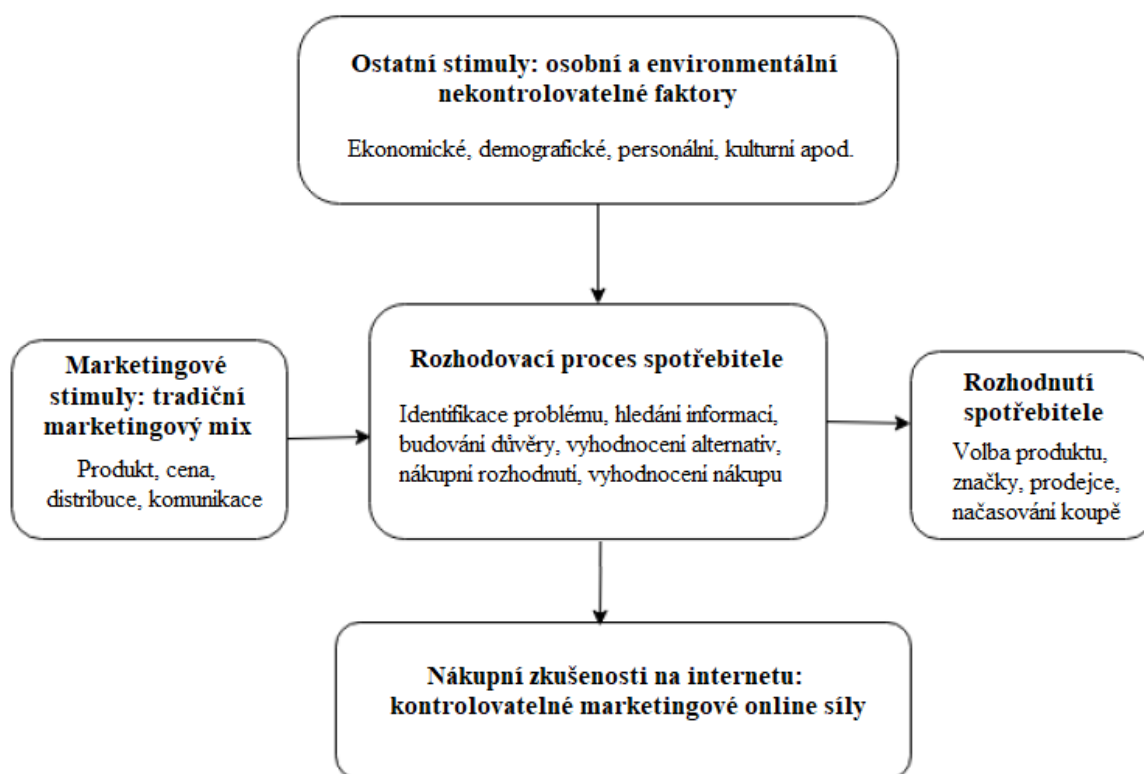 Ostatní stimuly: osobní a environmentální
nekontrolovatelné faktory
Ekonomické, demografické, personální, kulturní apod.
Marketingové
stimuly: tradiční
marketingový mix
Produkt, cena,
distribuce, komunikace
Rozhodovací proces spotřebitele
Identifikace problému, hledání informací,
budování důvěry, vyhodnocení alternativ,
nákupní rozhodnutí, vyhodnocení nákupu
Rozhodnutí
spotřebitele
Volba produktu,
značky, prodejce,
načasování koupě
Nákupní zkušenosti na internetu:
kontrolovatelné marketingové online síly